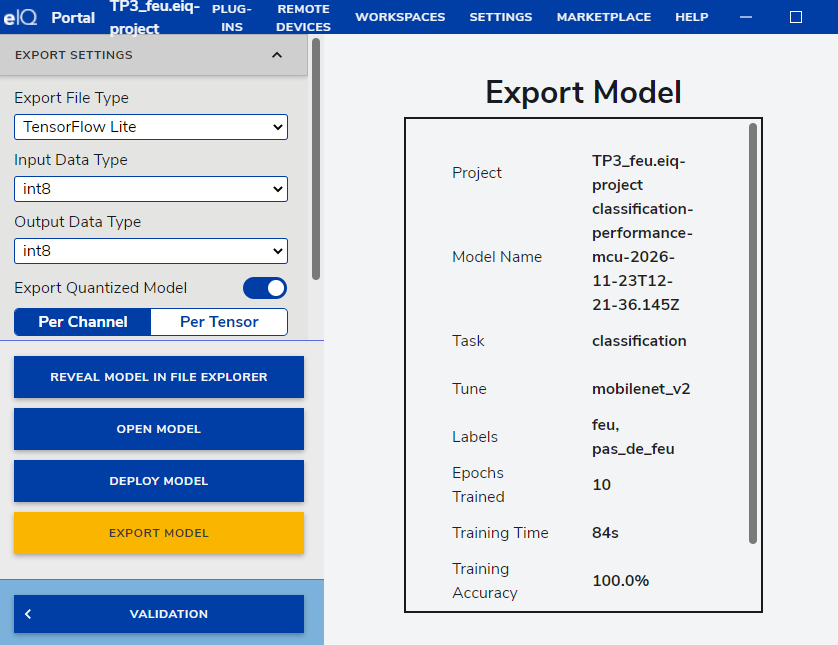 eIQ Portal TP3_feu.eiq-project PLUG-INS REMOTE DEVICES WORKSPACES SETTINGS MARKETPLACE HELP
EXPORT SETTINGS
Export File Type
TensorFlow Lite
Input Data Type
int8
Output Data Type
int8
Export Quantized Model
Per Channel Per Tensor
REVEAL MODEL IN FILE EXPLORER
OPEN MODEL
DEPLOY MODEL
EXPORT MODEL
VALIDATION
Export Model
Project TP3_feu.eiq-
project
Model Name classification-
performance-
mcu-2026-
11-23T12-
21-36.145Z
Task classification
Tune mobilenet_v2
Labels feu,
pas_de_feu
Epochs
Trained 10
Training Time 84s
Training
Accuracy 100.0%